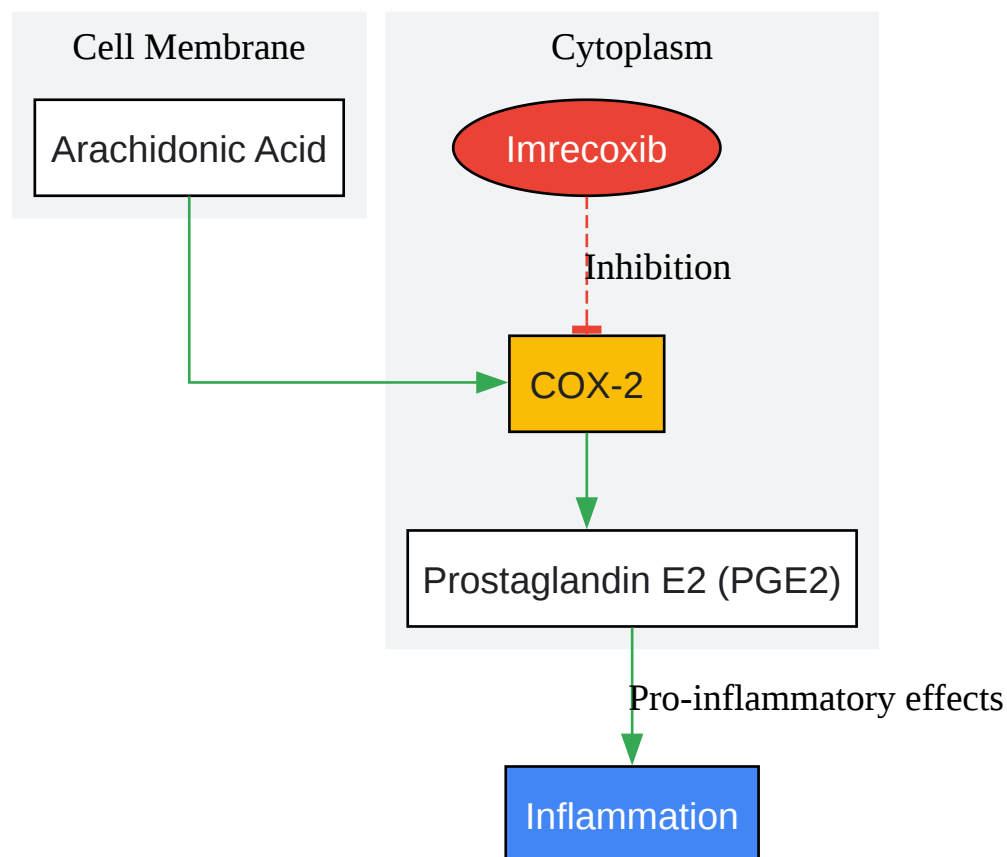 Cell Membrane
Cytoplasm
Arachidonic Acid
Imrecoxib
Inhibition
COX-2
Prostaglandin E2 (PGE2)
Pro-inflammatory effects
Inflammation